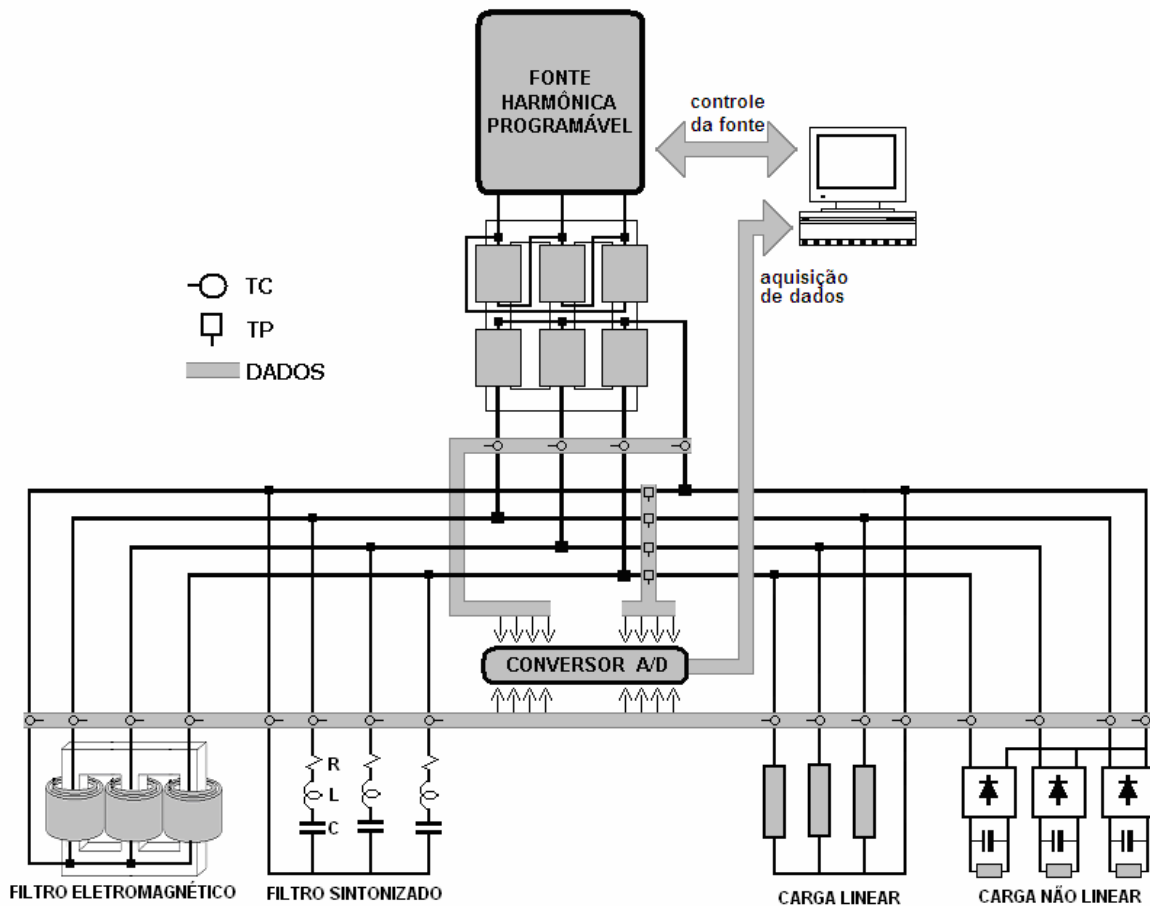 FONTE
HARMÔNICA
PROGRAMÁVEL
controle
da fonte
aquisição
de dados
TC
TP
DADOS
CONVERSOR A/D
R
L
C
FILTRO ELETROMAGNÉTICO
FILTRO SINTONIZADO
CARGA LINEAR
CARGA NÃO LINEAR